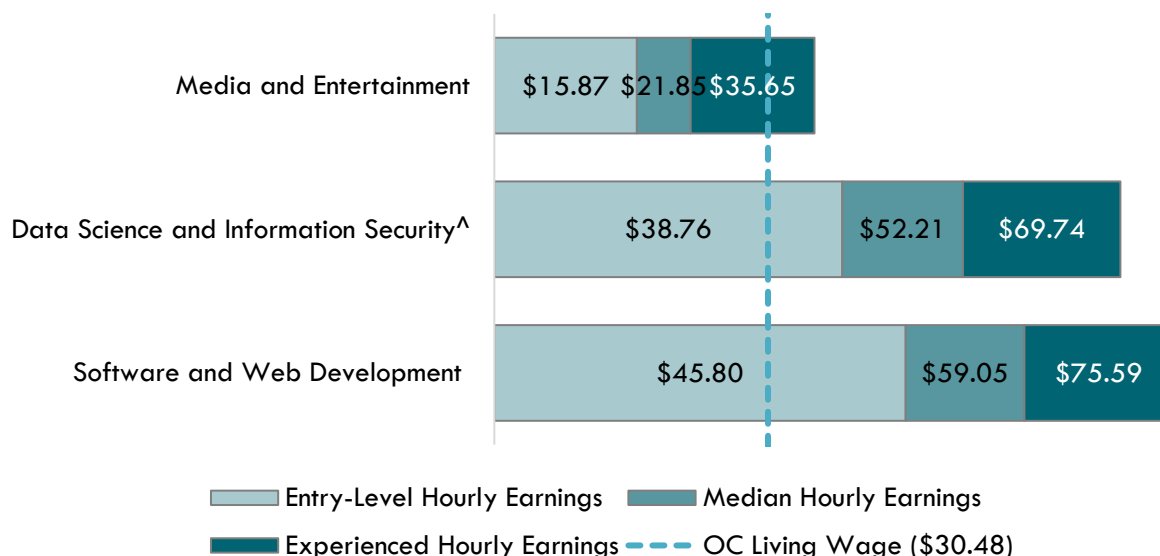 Media and Entertainment $15.87 $21.85 $35.65
Data Science and Information Security^ $38.76 $52.21 $69.74
Software and Web Development $45.80 $59.05 $75.59
Entry-Level Hourly Earnings Median Hourly Earnings
Experienced Hourly Earnings OC Living Wage ($30.48)